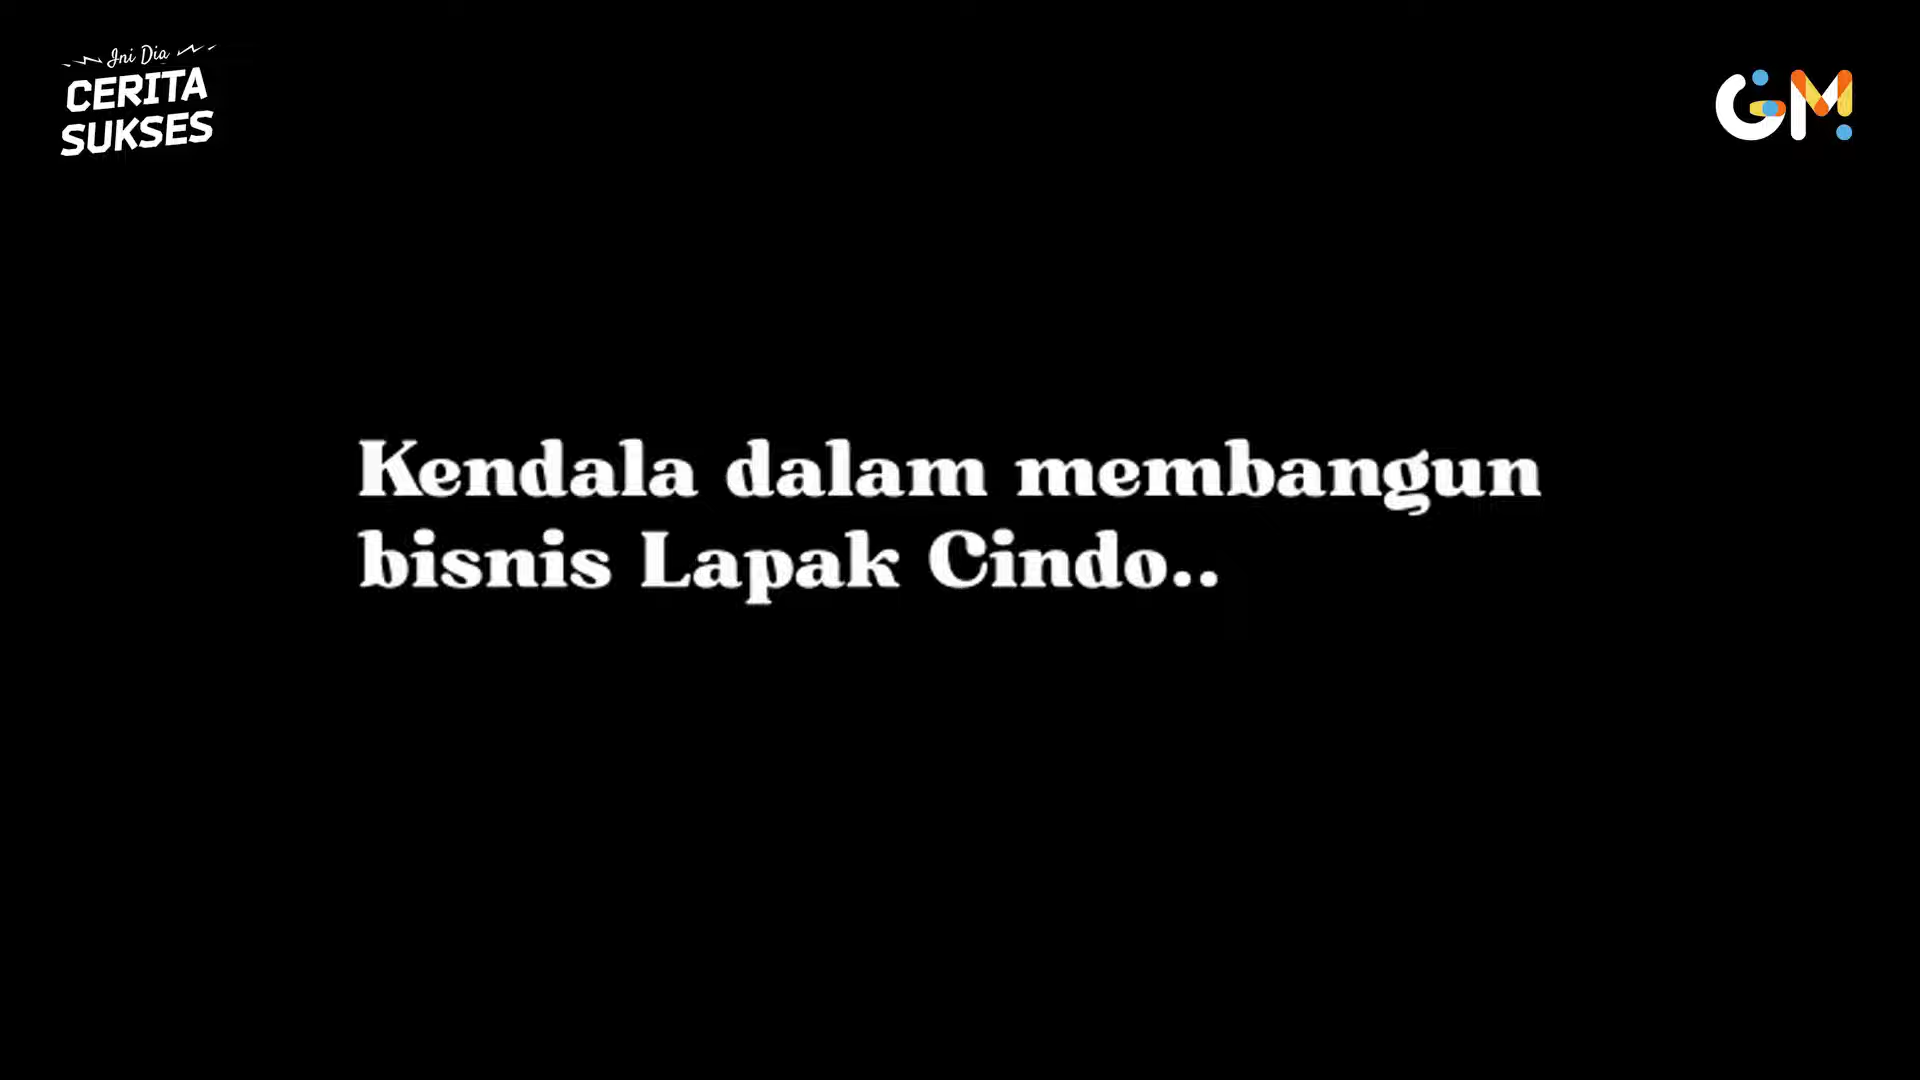 Ini Dia
CERITA
SUKSES
GM
Kendala dalam membangun
bisnis Lapak Cindo..